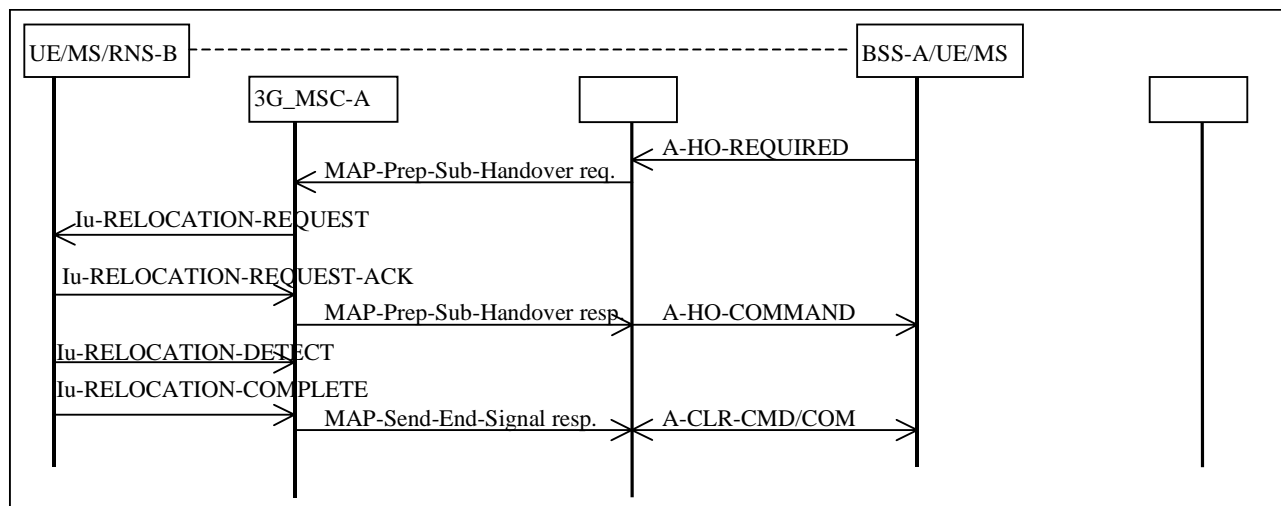 UE/MS/RNS-B
BSS-A/UE/MS
3G_MSC-A
A-HO-REQUIRED
MAP-Prep-Sub-Handover req.
Iu-RELOCATION-REQUEST
Iu-RELOCATION-REQUEST-ACK
MAP-Prep-Sub-Handover resp.
A-HO-COMMAND
Iu-RELOCATION-DETECT
Iu-RELOCATION-COMPLETE
MAP-Send-End-Signal resp.
A-CLR-CMD/COM